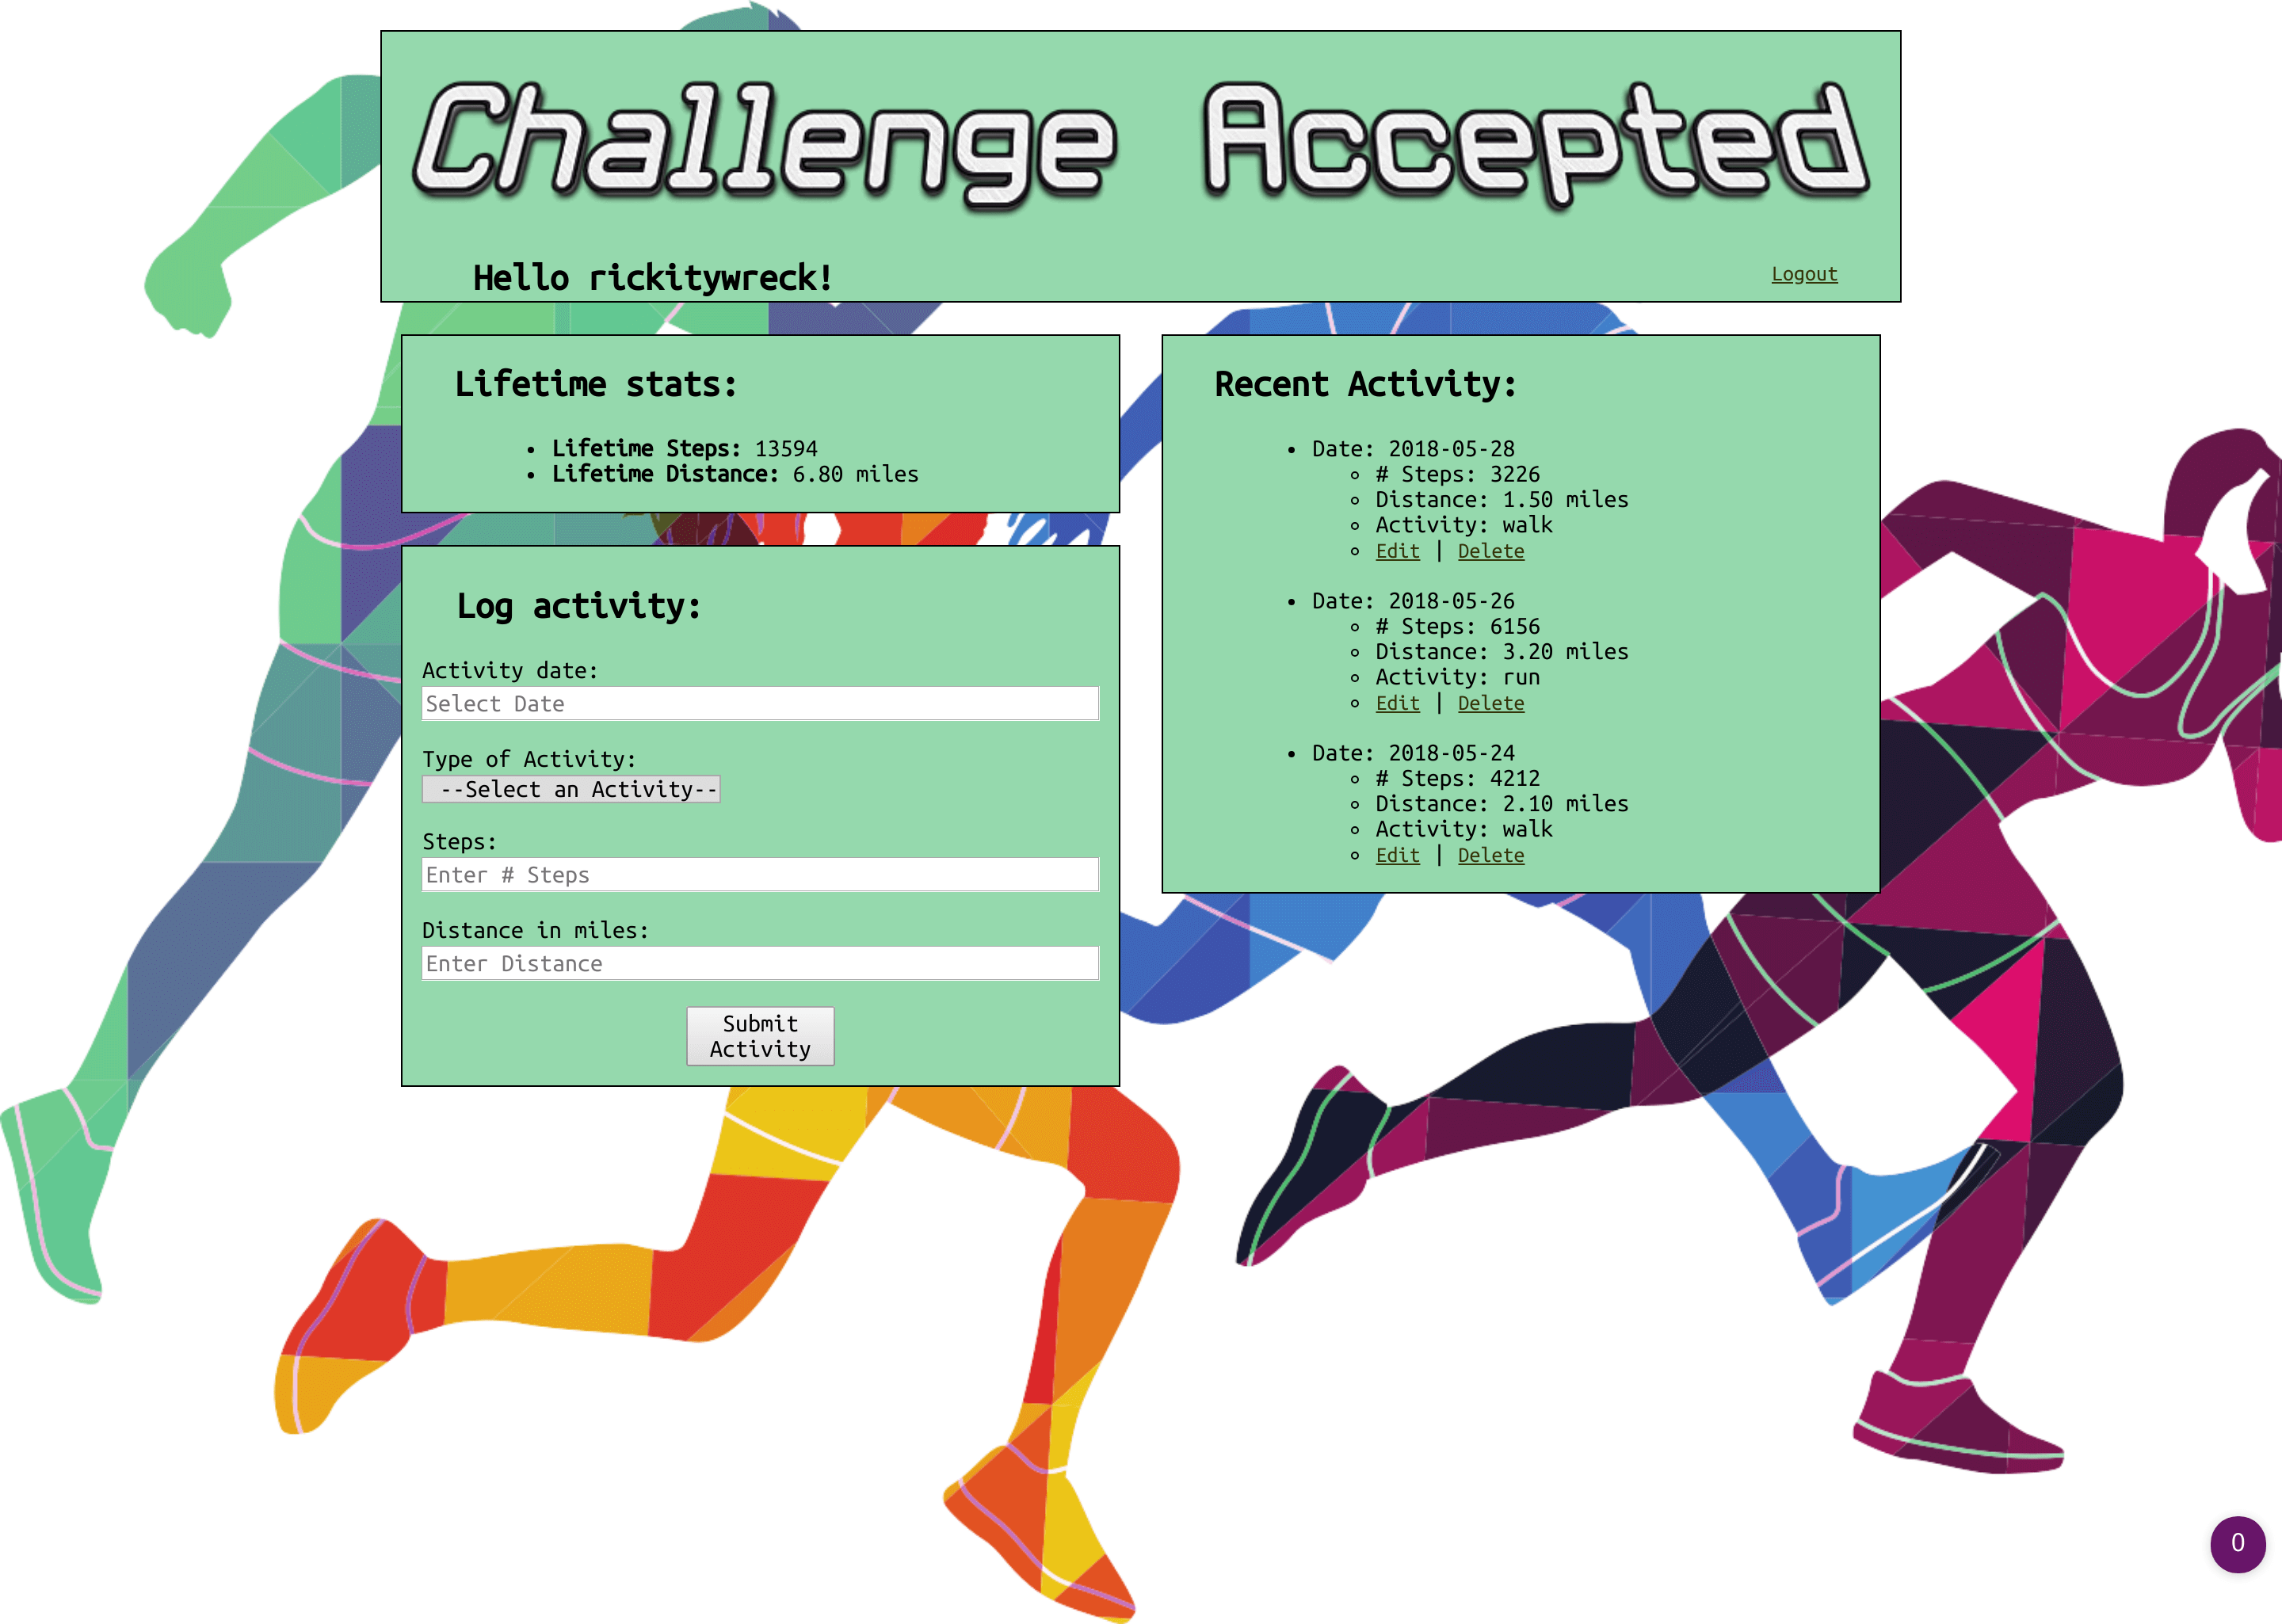 Challenge Accepted
Hello rickitywreck!
Logout
Lifetime stats:
Lifetime Steps: 13594
Lifetime Distance: 6.80 miles
Log activity:
Activity date:
Select Date
Type of Activity:
--Select an Activity--
Steps:
Enter # Steps
Distance in miles:
Enter Distance
Submit
Activity
Recent Activity:
Date: 2018-05-28
# Steps: 3226
Distance: 1.50 miles
Activity: walk
Edit | Delete
Date: 2018-05-26
# Steps: 6156
Distance: 3.20 miles
Activity: run
Edit | Delete
Date: 2018-05-24
# Steps: 4212
Distance: 2.10 miles
Activity: walk
Edit | Delete
0